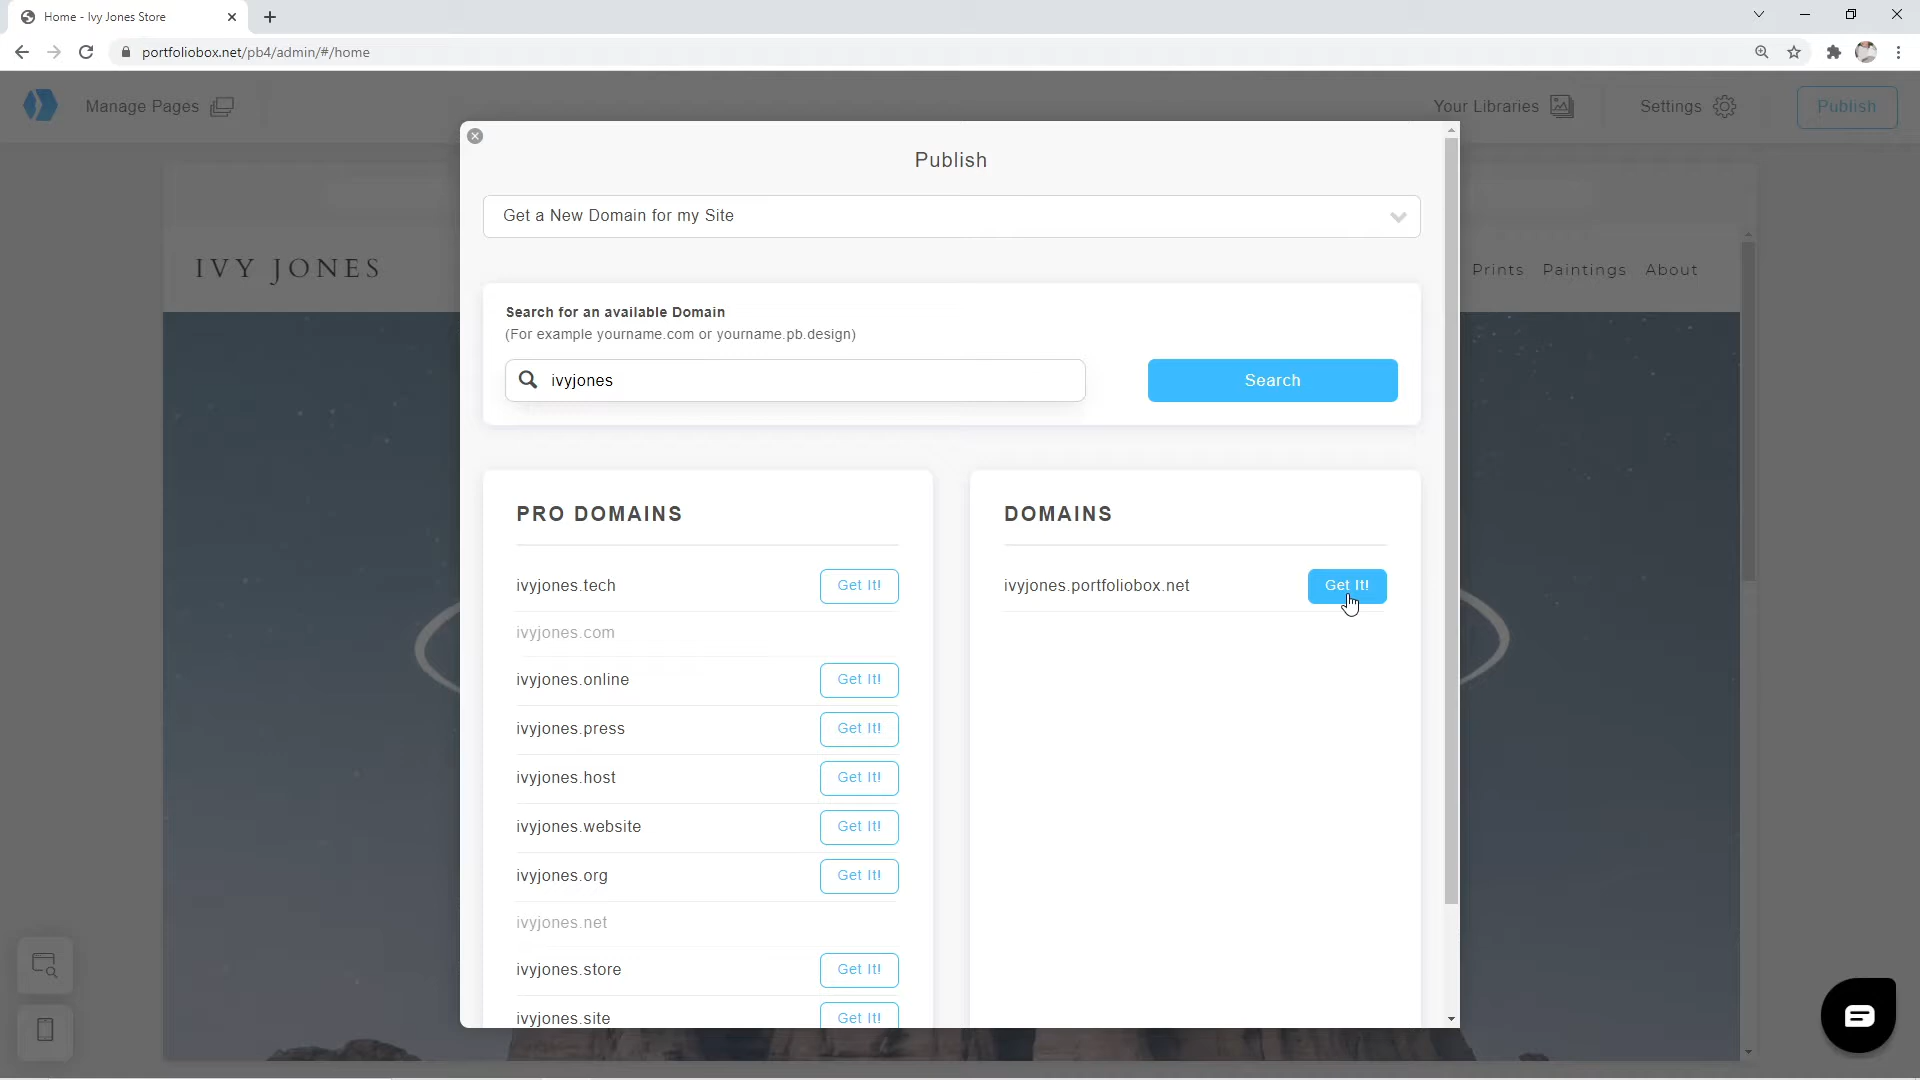 Home - Ivy Jones Store
portfoliobox.net/pb4/admin/#/home
Manage Pages
Your Libraries
Settings
Publish
Publish
Get a New Domain for my Site
IVY JONES
Prints Paintings About
Search for an available Domain
(For example yourname.com or yourname.pb.design)
ivyjones
Search
PRO DOMAINS
DOMAINS
ivyjones.tech Get It!
ivyjones.portfoliobox.net Get It!
ivyjones.com
ivyjones.online Get It!
ivyjones.press Get It!
ivyjones.host Get It!
ivyjones.website Get It!
ivyjones.org Get It!
ivyjones.net
ivyjones.store Get It!
ivyjones.site Get It!